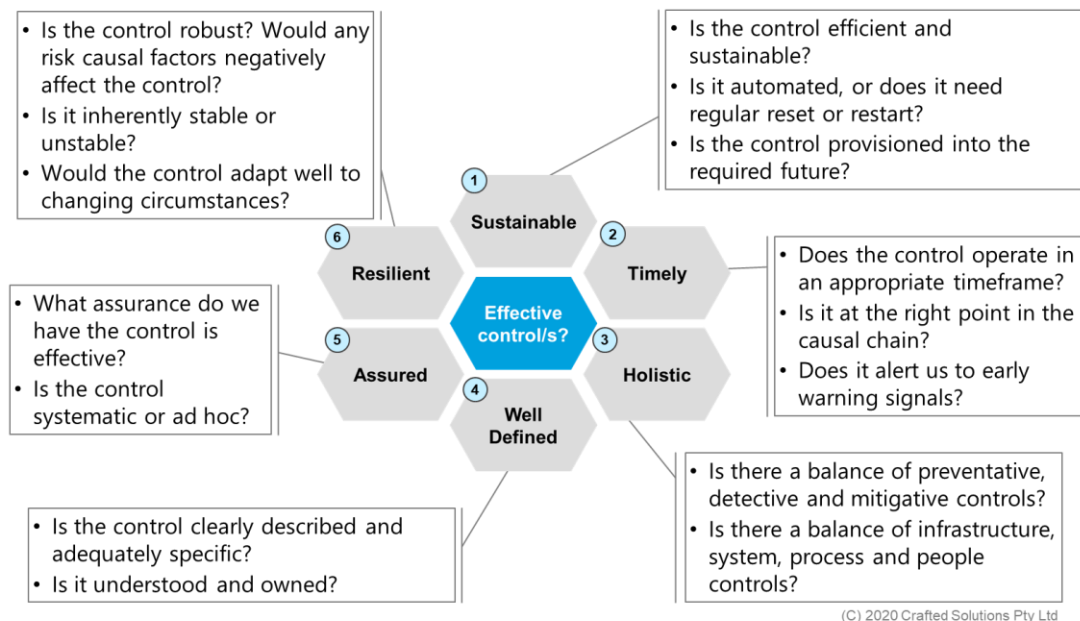 • Is the control robust? Would any
risk causal factors negatively
affect the control?
• Is it inherently stable or
unstable?
• Would the control adapt well to
changing circumstances?
• Is the control efficient and
sustainable?
• Is it automated, or does it need
regular reset or restart?
• Is the control provisioned into the
required future?
1
Sustainable
6
Resilient
2
Timely
• Does the control operate in
an appropriate timeframe?
• Is it at the right point in the
causal chain?
• Does it alert us to early
warning signals?
Effective
control/s?
• What assurance do we
have the control is
effective?
• Is the control
systematic or ad hoc?
5
Assured
3
Holistic
4
Well
Defined
• Is there a balance of preventative,
detective and mitigative controls?
• Is there a balance of infrastructure,
system, process and people
controls?
• Is the control clearly described and
adequately specific?
• Is it understood and owned?
(C) 2020 Crafted Solutions Pty Ltd